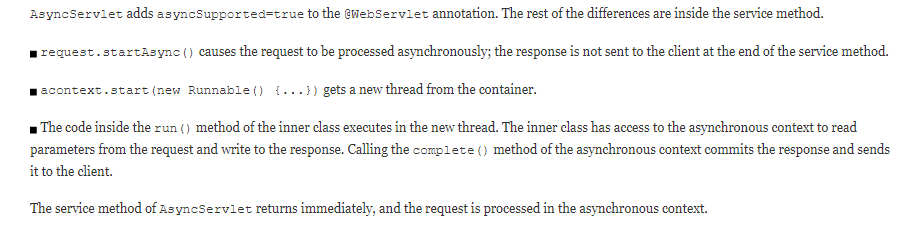 AsyncServlet adds asyncSupported=true to the @WebServlet annotation. The rest of the differences are inside the service method.
■ request.startAsync() causes the request to be processed asynchronously; the response is not sent to the client at the end of the service method.
■ acontext.start(new Runnable() {...}) gets a new thread from the container.
■ The code inside the run() method of the inner class executes in the new thread. The inner class has access to the asynchronous context to read
parameters from the request and write to the response. Calling the complete() method of the asynchronous context commits the response and sends
it to the client.
The service method of AsyncServlet returns immediately, and the request is processed in the asynchronous context.